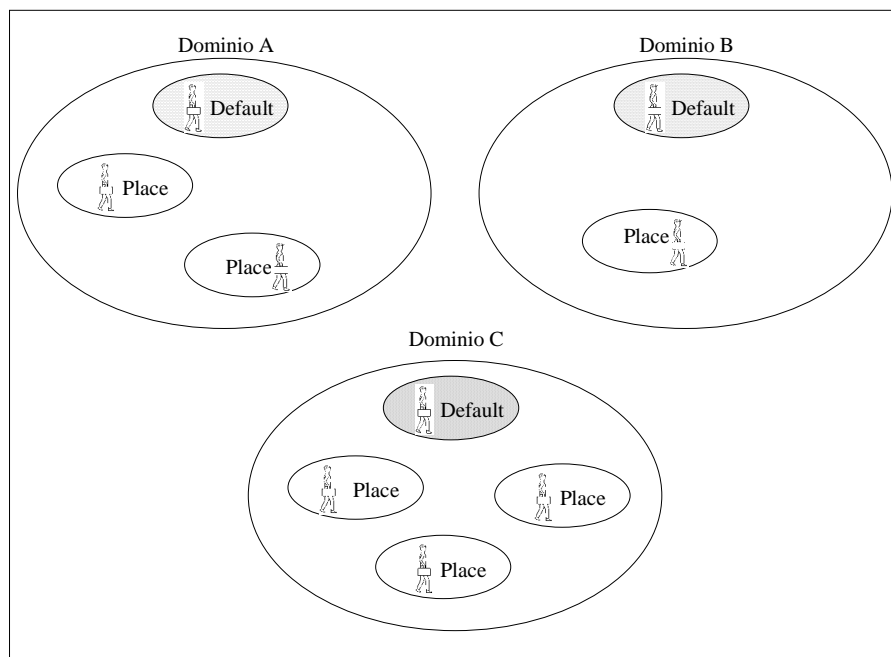 Dominio A
Default
Place
Place
Dominio B
Default
Place
Dominio C
Default
Place
Place
Place